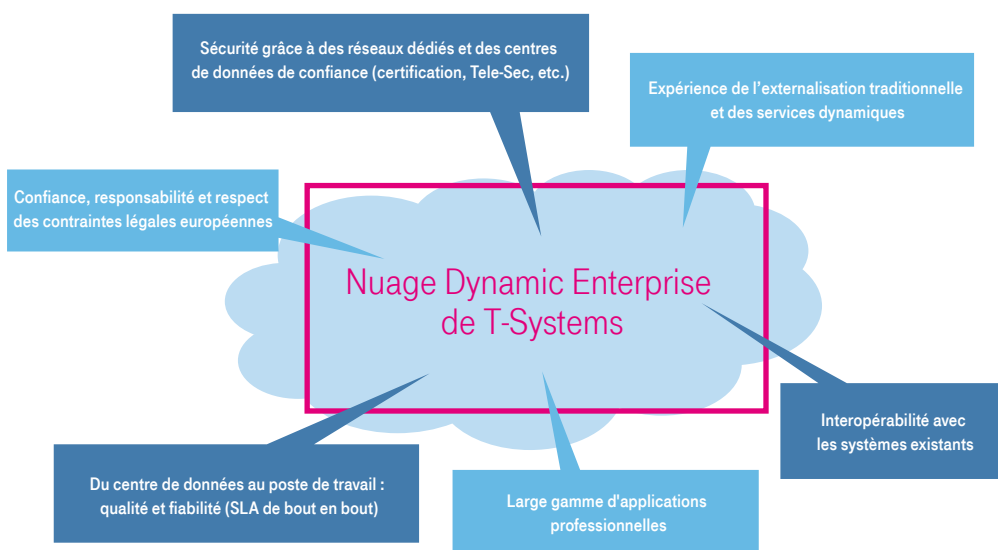 Sécurité grâce à des réseaux dédiés et des centres
de données de confiance (certification, Tele-Sec, etc.)
Expérience de l'externalisation traditionnelle
et des services dynamiques
Confiance, responsabilité et respect
des contraintes légales européennes
Nuage Dynamic Enterprise
de T-Systems
Interopérabilité avec
les systèmes existants
Du centre de données au poste de travail :
qualité et fiabilité (SLA de bout en bout)
Large gamme d'applications
professionnelles